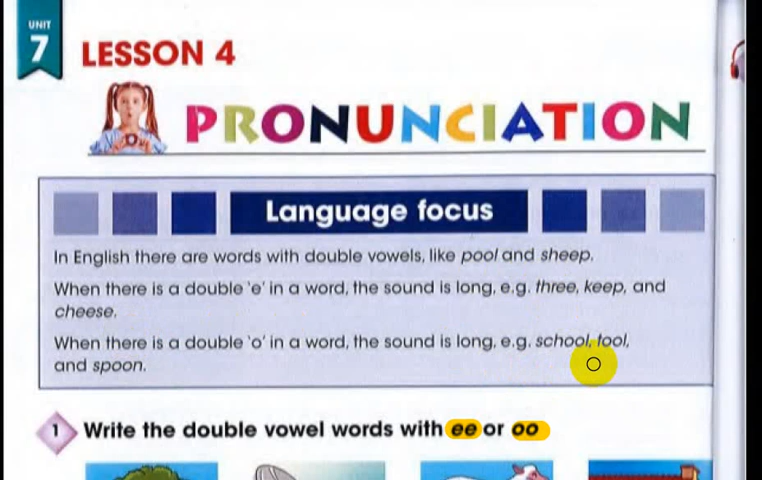 UNIT
7
LESSON 4
PRONUNCIATION
Language focus
In English there are words with double vowels, like pool and sheep.
When there is a double 'e' in a word, the sound is long, e.g. three, keep, and
cheese.
When there is a double 'o' in a word, the sound is long, e.g. school, tool,
and spoon.
1 Write the double vowel words with ee or oo